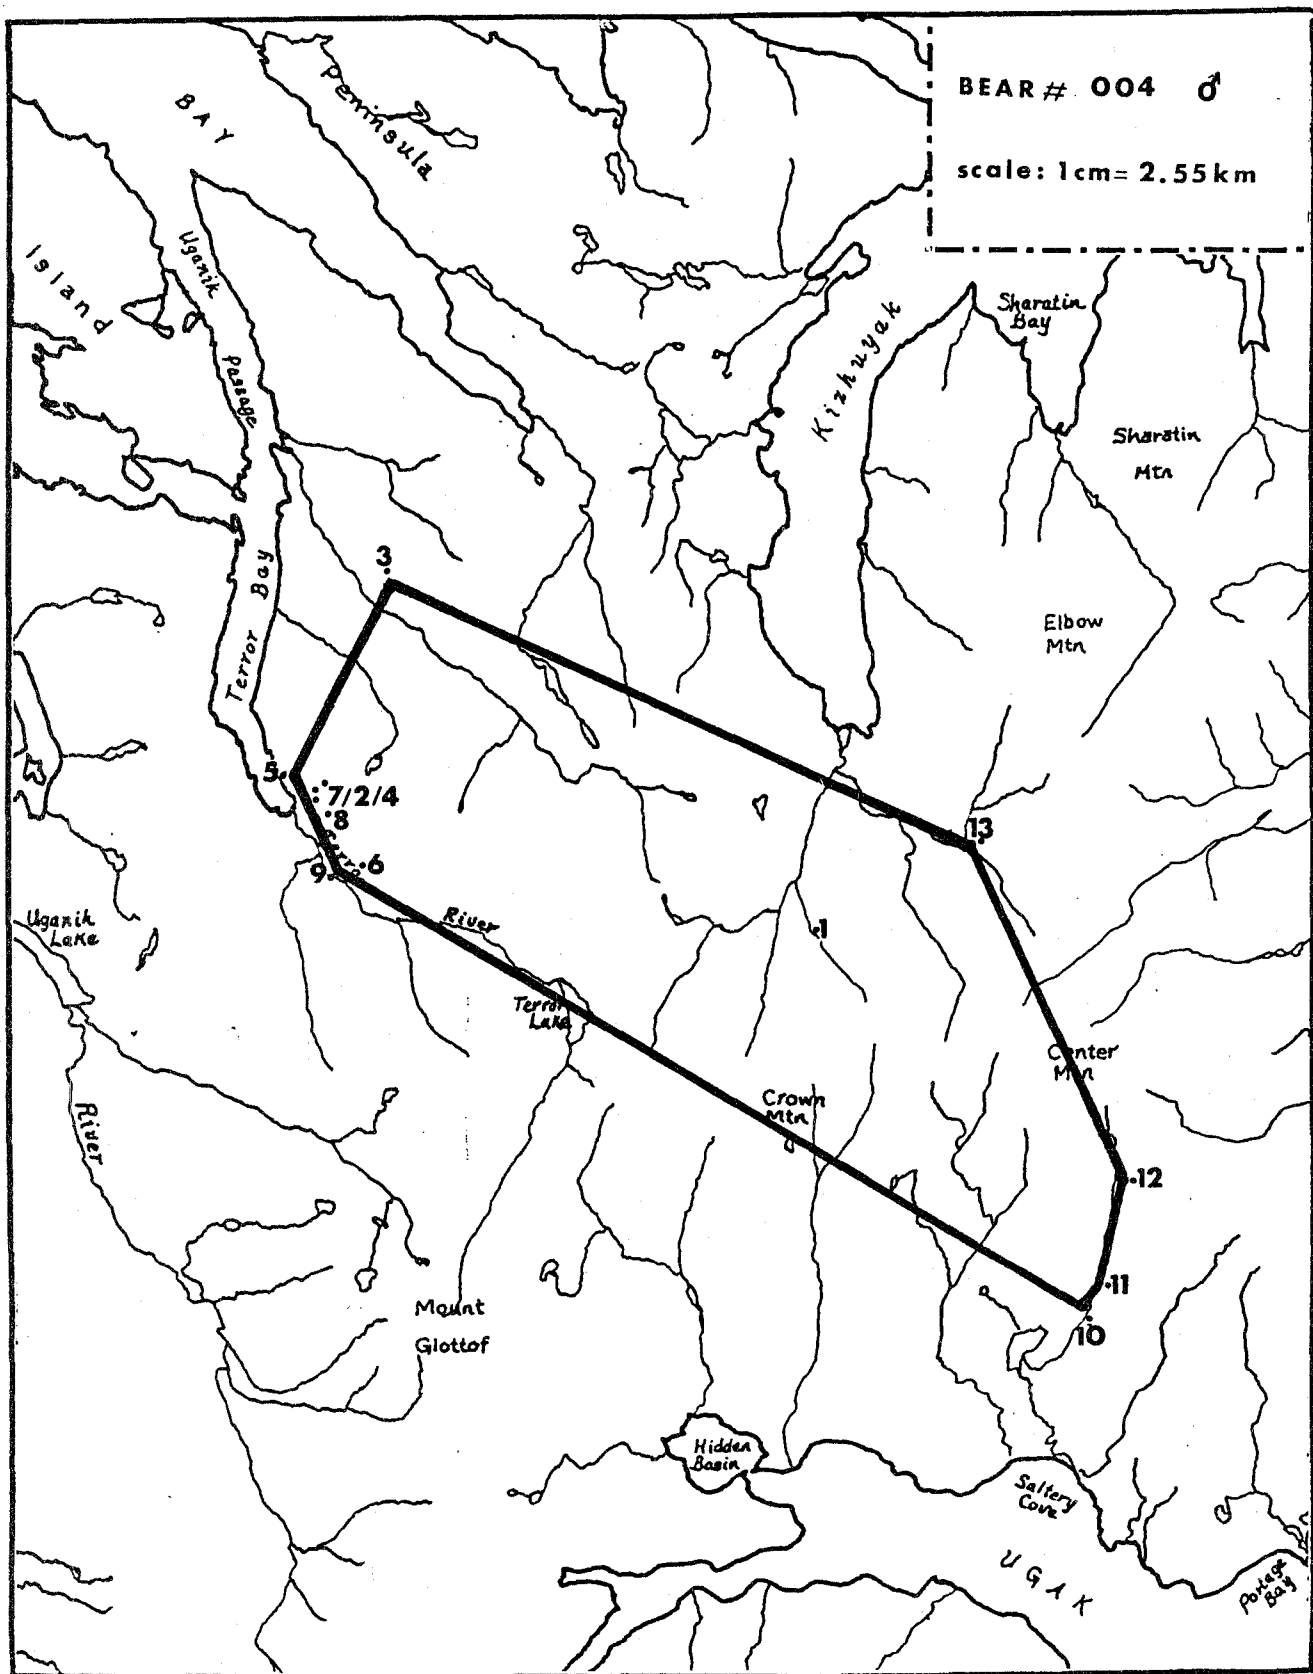 BEAR # 004 ♂
scale: 1cm= 2.55km
BAY
Peninsula
Island
Uganik
Passage
Kizhuyak
Sharatin
Bay
Sharatin
Mtn
Terror Bay
3
Elbow
Mtn
5
7/2/4
8
13
6
9
River
1
Uganik
Lake
Terror
Lake
Center
Mtn
Crown
Mtn
River
12
11
10
Mount
Glottof
Hidden
Basin
Saltery
Cove
UGAK
Portage
Bay